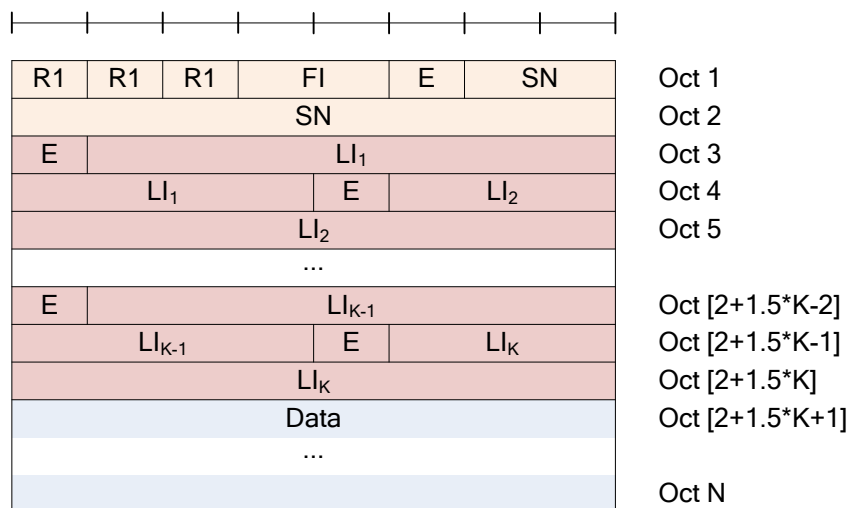 R1 R1 R1 FI E SN Oct 1
SN Oct 2
E LI₁ Oct 3
LI₁ E LI₂ Oct 4
LI₂ Oct 5
...
E LIK-1 Oct [2+1.5*K-2]
LIK-1 E LIK Oct [2+1.5*K-1]
LIK Oct [2+1.5*K]
Data Oct [2+1.5*K+1]
...
Oct N